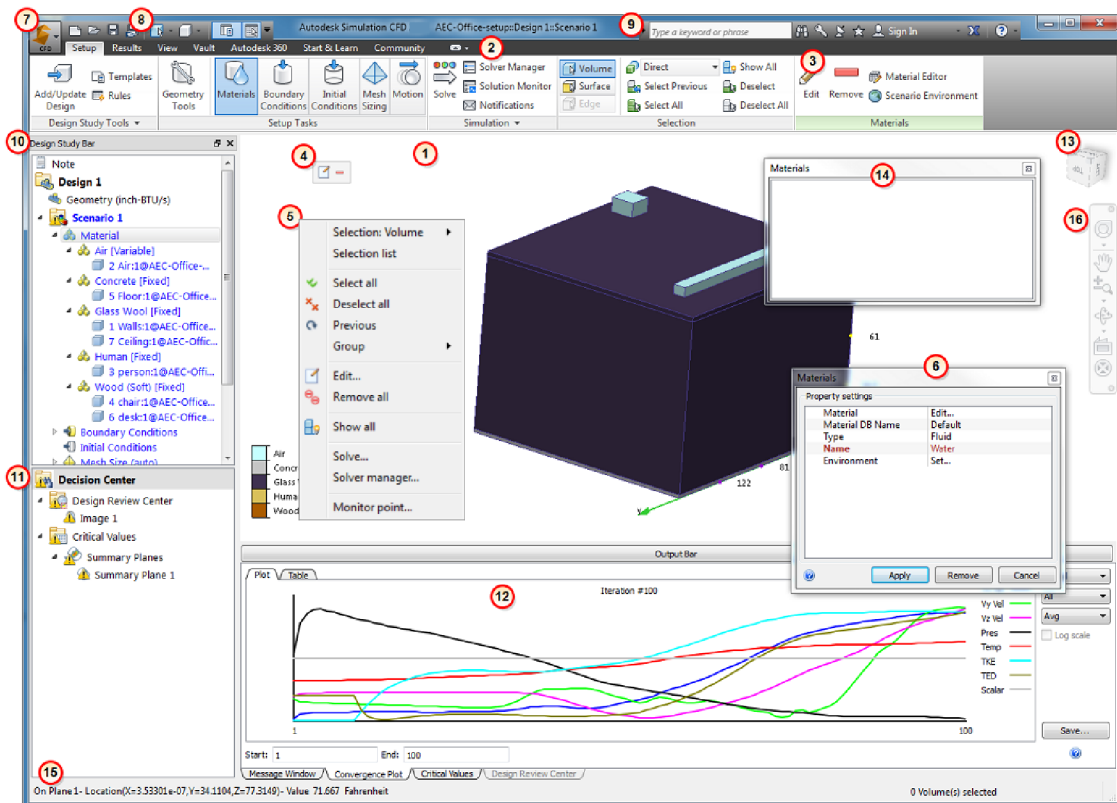 7
8
Autodesk Simulation CFD AEC-Office-setup::Design 1::Scenario 1
9
Type a keyword or phrase
Sign In
CFD
Setup Results View Vault Autodesk 360 Start & Learn Community
2
3
Add/Update Design
Templates
Rules
Geometry Tools
Materials
Boundary Conditions
Initial Conditions
Mesh Sizing
Motion
Solve
Solver Manager
Solution Monitor
Notifications
Volume
Surface
Edge
Direct
Select Previous
Select All
Show All
Deselect
Deselect All
Edit
Remove
Material Editor
Scenario Environment
Design Study Tools
Setup Tasks
Simulation
Selection
Materials
10
Design Study Bar
Note
Design 1
Geometry (inch-BTU/s)
Scenario 1
Material
Air [Variable]
2 Air:1@AEC-Office-...
Concrete [Fixed]
5 Floor:1@AEC-Office...
Glass Wool [Fixed]
1 Walls:1@AEC-Office...
7 Ceiling:1@AEC-Offic...
Human [Fixed]
3 person:1@AEC-Offi...
Wood (Soft) [Fixed]
4 chair:1@AEC-Office...
6 desk:1@AEC-Office...
Boundary Conditions
Initial Conditions
Mesh Size (auto)
11
Decision Center
Design Review Center
Image 1
Critical Values
Summary Planes
Summary Plane 1
4
1
5
Selection: Volume
Selection list
Select all
Deselect all
Previous
Group
Edit...
Remove all
Show all
Solve...
Solver manager...
Monitor point...
Air
Concr
Glass
Huma
Wood
61
81
122
Y
13
Materials
14
16
6
Materials
Property settings
Material Edit...
Material DB Name Default
Type Fluid
Name Water
Environment Set...
Apply Remove Cancel
Output Bar
Plot Table
12
Iteration #100
Vy Vel
Vz Vel
Pres
Temp
TKE
TED
Scalar
All
Avg
Log scale
1
100
Save...
Start: 1 End: 100
Message Window Convergence Plot Critical Values Design Review Center
15
On Plane 1- Location(X=3.53301e-07,Y=34.1104,Z=77.3149)- Value 71.667 Fahrenheit
0 Volume(s) selected